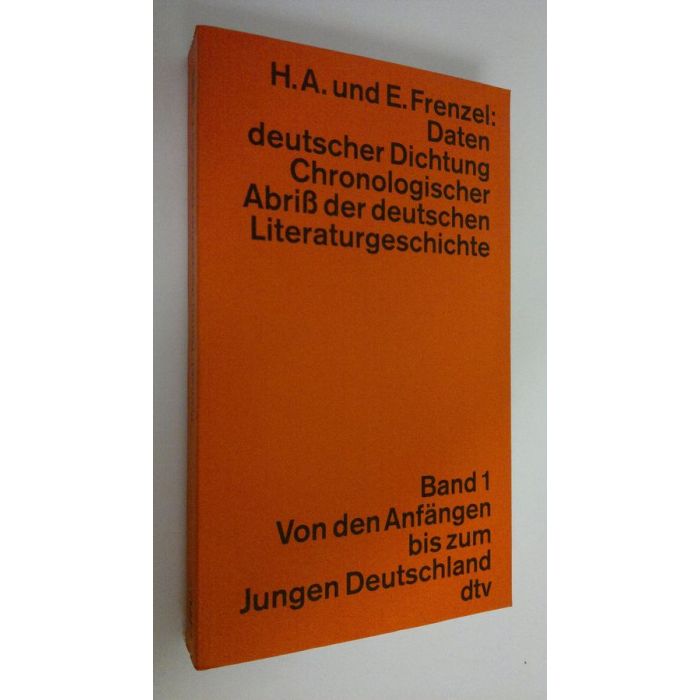 H.A. und E. Frenzel:
Daten
deutscher Dichtung
Chronologischer
Abriß der deutschen
Literaturgeschichte
Band 1
Von den Anfängen
bis zum
Jungen Deutschland
dtv